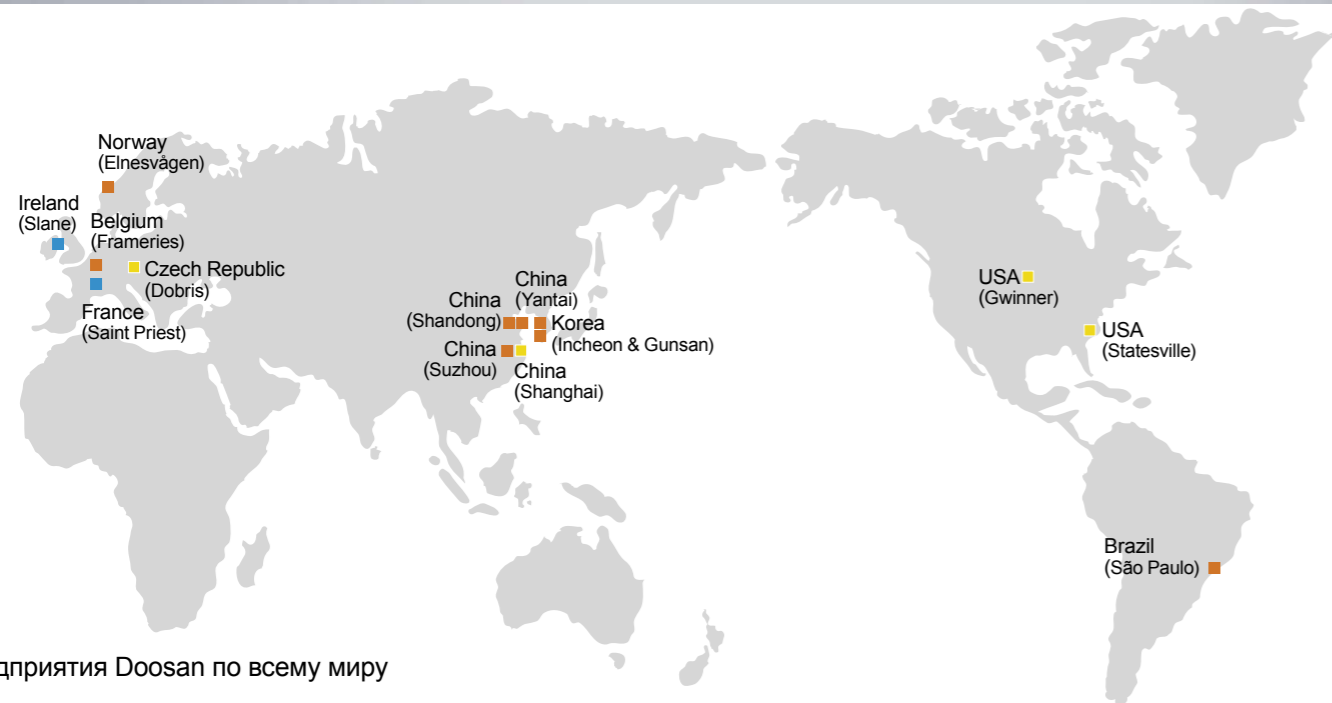 Norway
(Elnesvågen)
Ireland
(Slane)
Belgium
(Frameries)
Czech Republic
(Dobris)
France
(Saint Priest)
China
(Yantai)
China
(Shandong)
Korea
(Incheon & Gunsan)
China
(Suzhou)
China
(Shanghai)
USA
(Gwinner)
USA
(Statesville)
Brazil
(São Paulo)
дприятия Doosan по всему миру